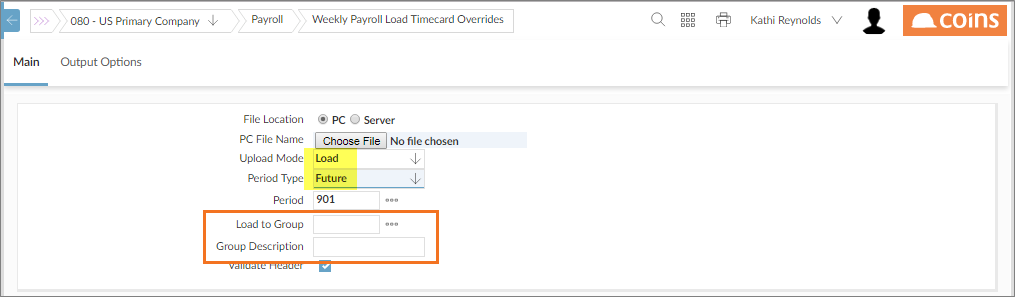 080 - US Primary Company Payroll Weekly Payroll Load Timecard Overrides Kathi Reynolds coins
Main Output Options
File Location PC Server
PC File Name Choose File No file chosen
Upload Mode Load
Period Type Future
Period 901
Load to Group
Group Description
Validate Header